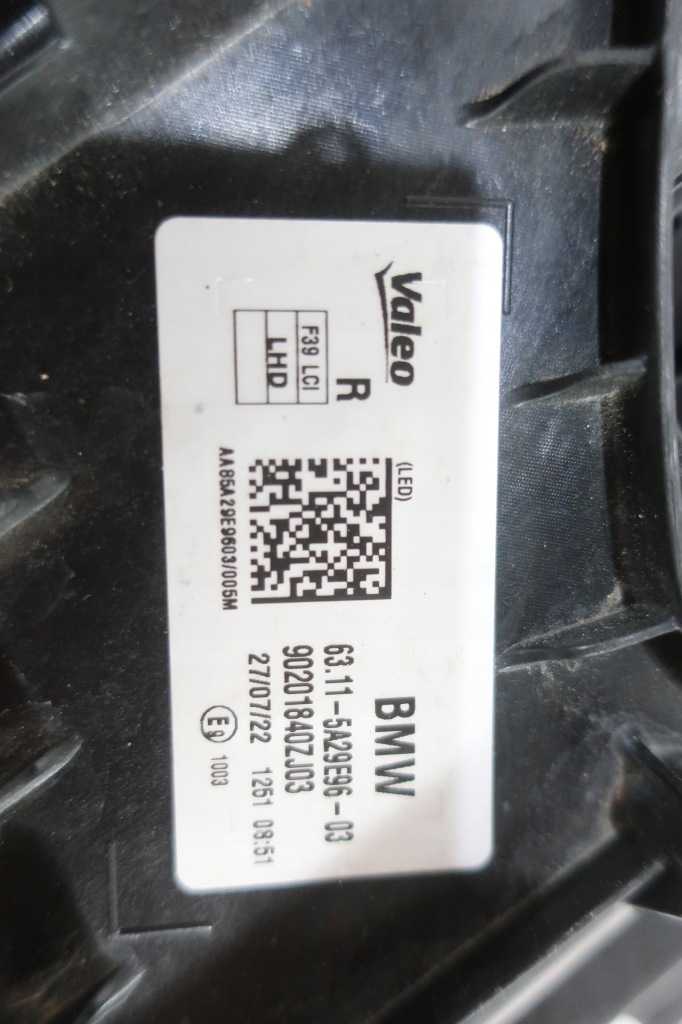 Valeo
R
F39 LCI
LHD
(LED)
AA85A29E9603/005M
BMW
63.11-5A29E96-03
90201840ZJ03
27/07/22 1251 08:51
E9 1003